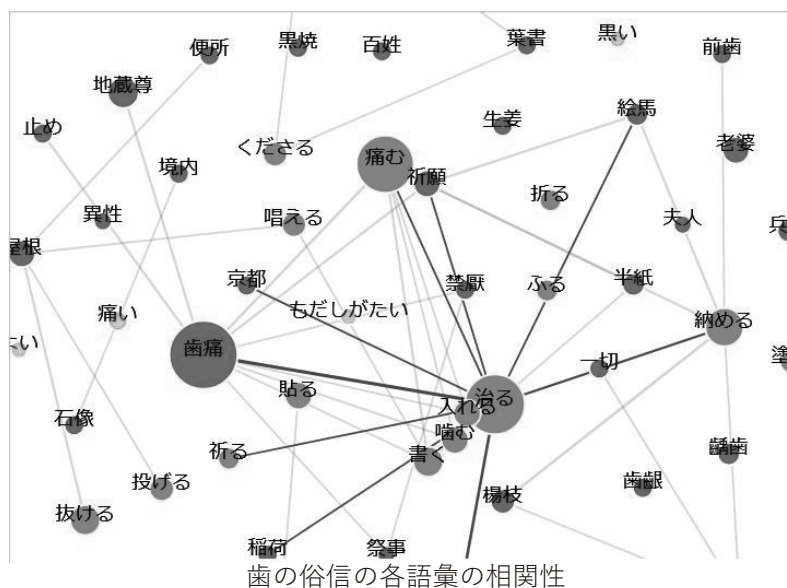 便所
黒焼
百姓
葉書
黒い
前歯
地蔵尊
止め
くださる
生姜
絵馬
痛む
老婆
境内
祈願
折る
異性
唱える
夫人
屋根
京都
禁厭
ふる
半紙
もだしがたい
痛い
納める
歯痛
一切
貼る
入れる
治る
噛む
石像
祈る
書く
齲歯
投げる
楊枝
歯齦
抜ける
稲荷
祭事
歯の俗信の各語彙の相関性